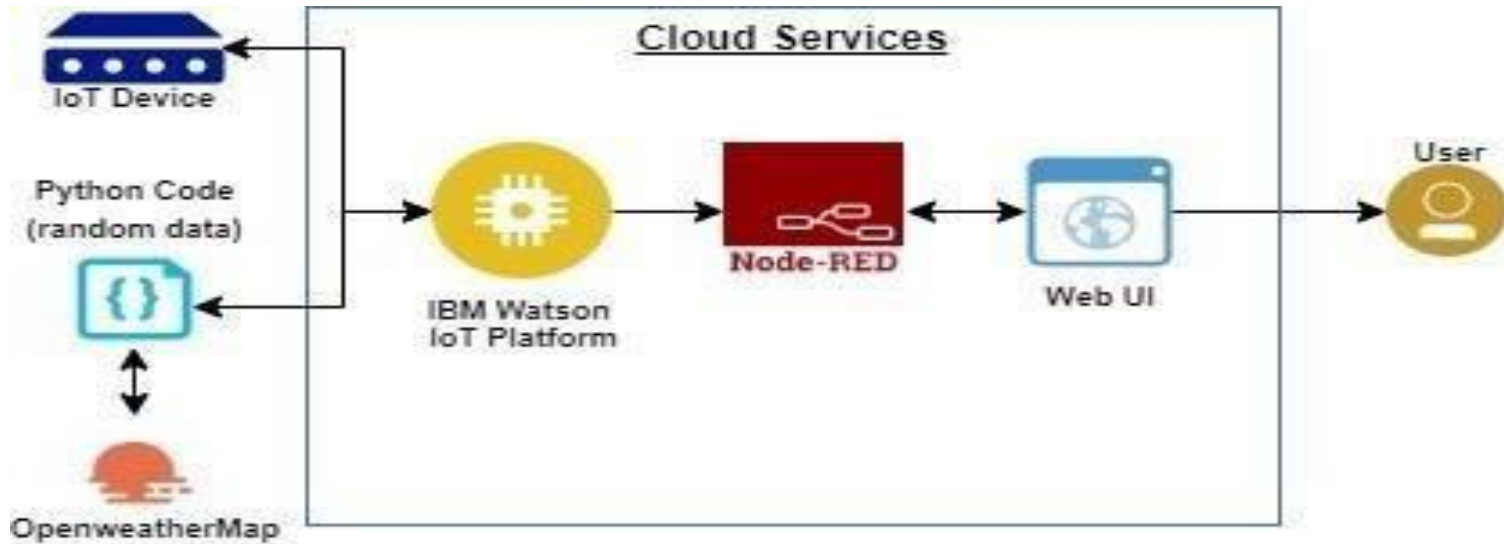 Cloud Services
IoT Device
Python Code
(random data)
IBM Watson
IoT Platform
Node-RED
Web UI
User
OpenweatherMap